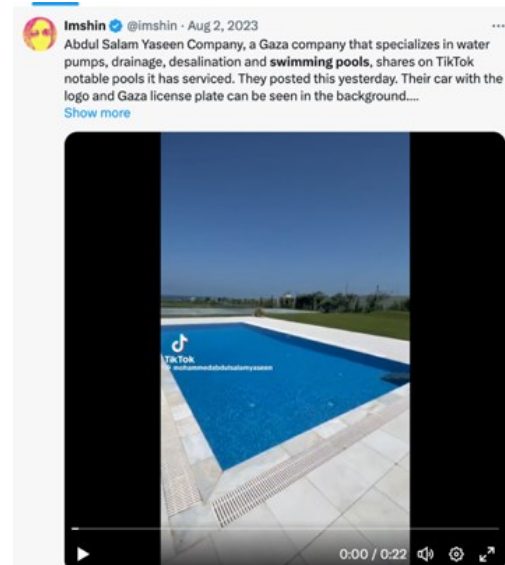 Imshin @imshin · Aug 2, 2023
Abdul Salam Yaseen Company, a Gaza company that specializes in water
pumps, drainage, desalination and swimming pools, shares on TikTok
notable pools it has serviced. They posted this yesterday. Their car with the
logo and Gaza license plate can be seen in the background....
Show more
TikTok
mohammedabdulsalamyaseen
0:00 / 0:22